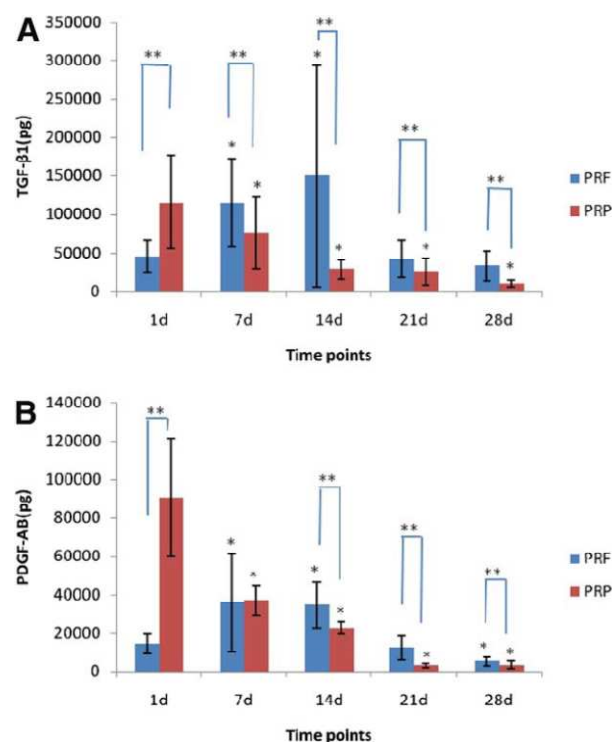 A
TGF-β1(pg)
350000
300000
250000
200000
150000
100000
50000
0
**
**
**
**
**
*
*
*
*
*
*
1d
7d
14d
21d
28d
Time points
PRF
PRP
B
PDGF-AB(pg)
140000
120000
100000
80000
60000
40000
20000
0
**
**
**
**
*
*
*
*
*
*
*
1d
7d
14d
21d
28d
Time points
PRF
PRP